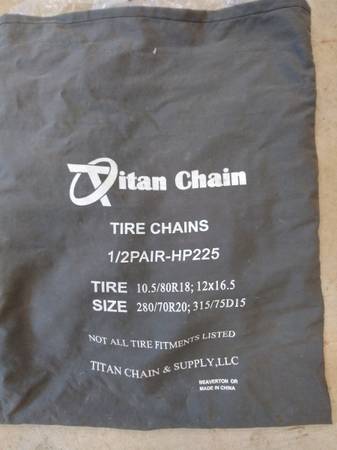 Titan Chain
TIRE CHAINS
1/2PAIR-HP225
TIRE 10.5/80R18; 12x16.5
SIZE 280/70R20; 315/75D15
NOT ALL TIRE FITMENTS LISTED
TITAN CHAIN & SUPPLY,LLC
BEAVERTON OR
MADE IN CHINA